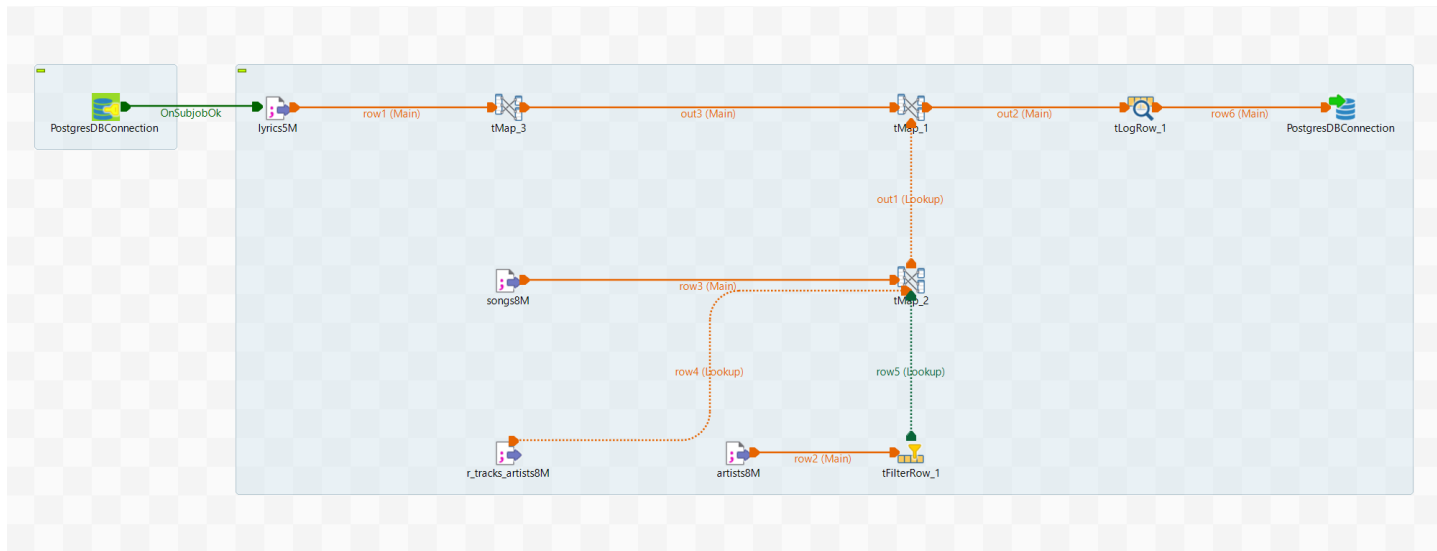 OnSubjobOk
row1 (Main)
out3 (Main)
out2 (Main)
row6 (Main)
PostgresDBConnection
lyrics5M
tMap_3
tMap_1
tLogRow_1
PostgresDBConnection
out1 (Lookup)
row3 (Main)
songs8M
tMap_2
row4 (Lookup)
row5 (Lookup)
row2 (Main)
r_tracks_artists8M
artists8M
tFilterRow_1